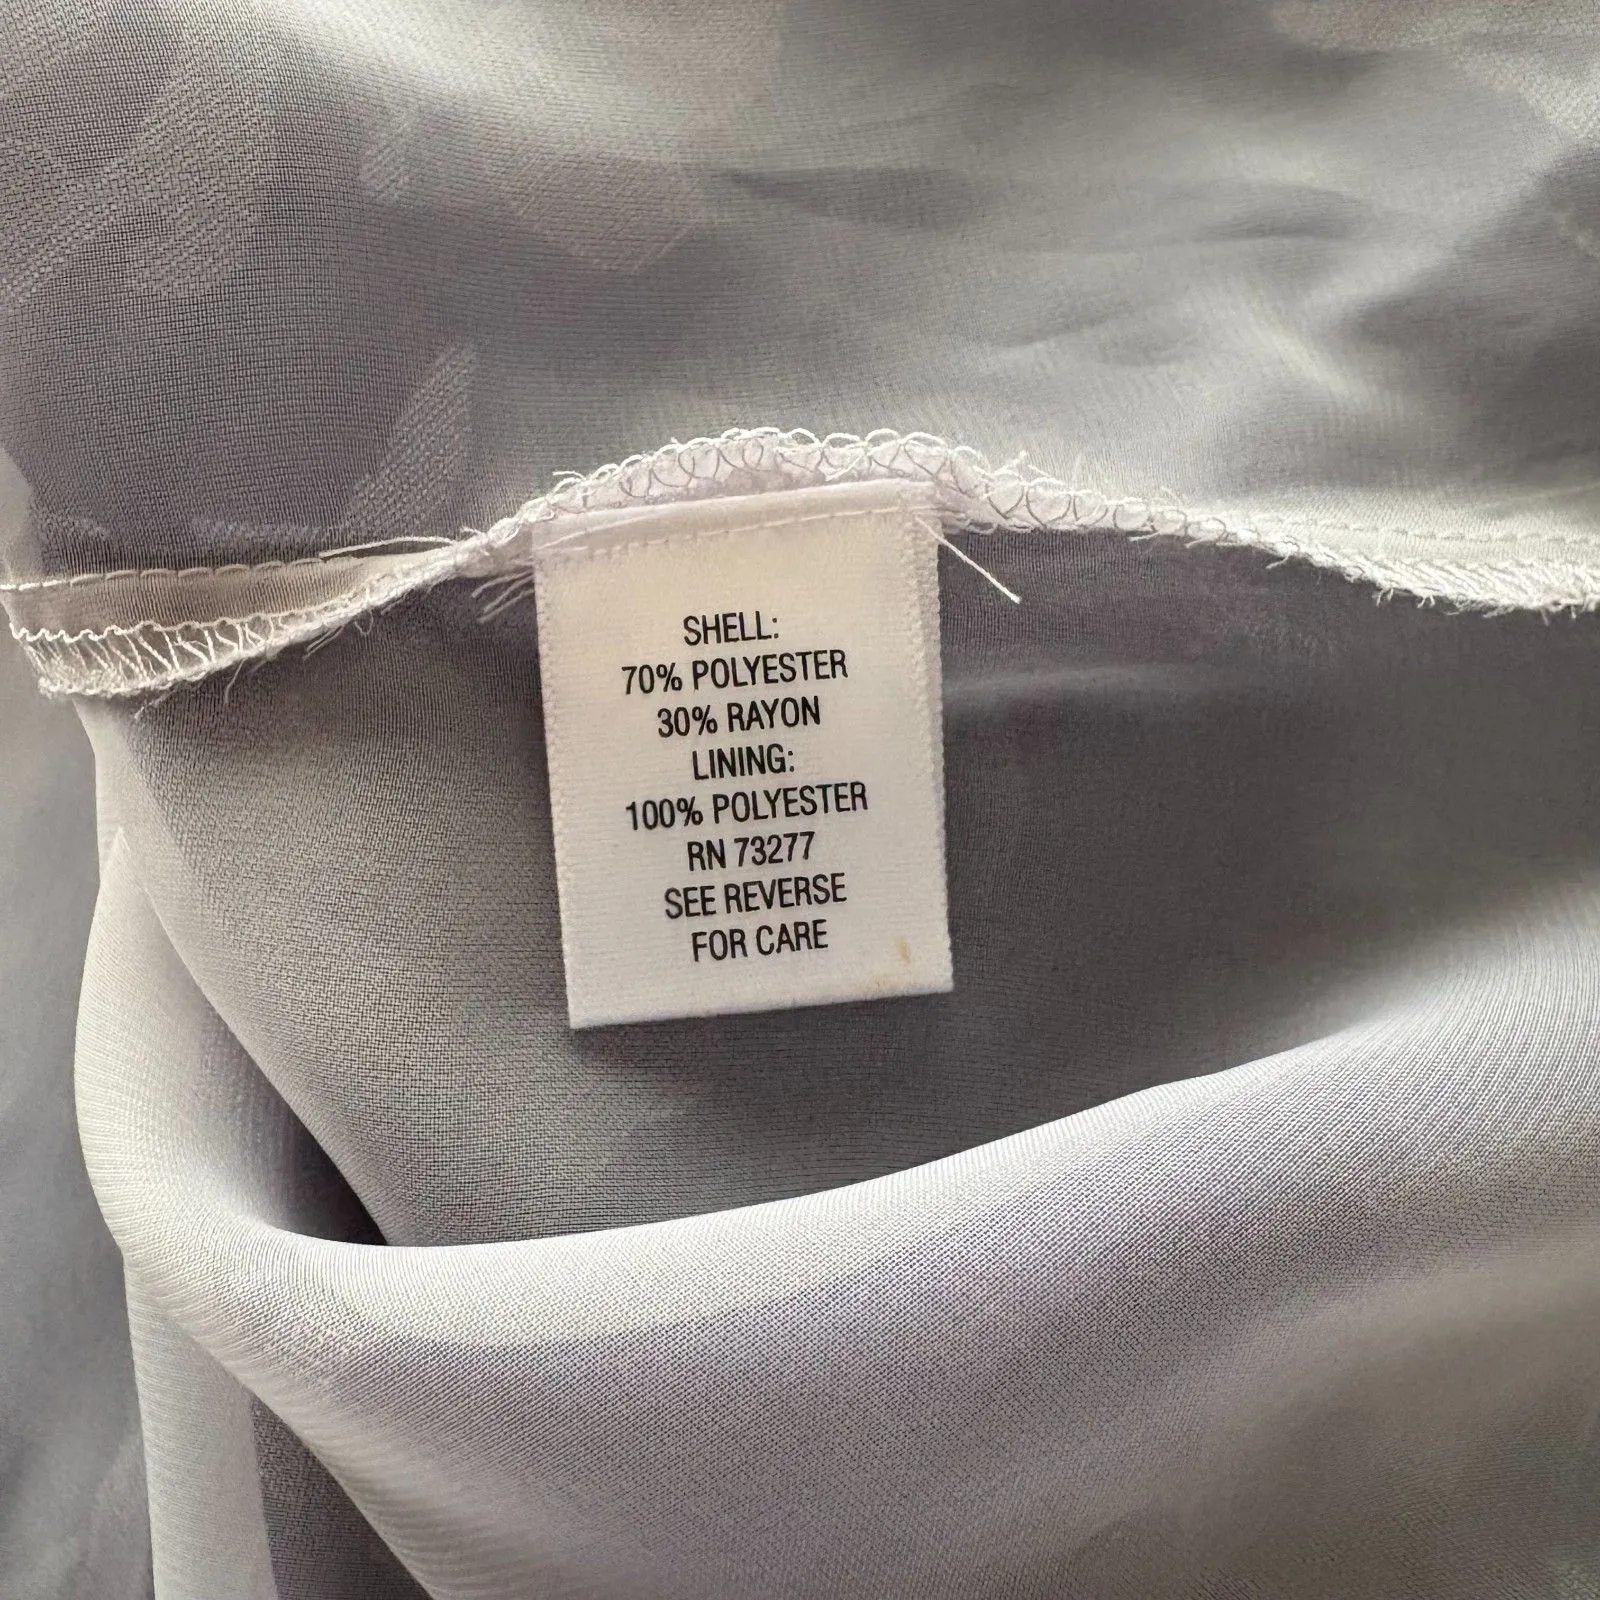 SHELL:
70% POLYESTER
30% RAYON
LINING:
100% POLYESTER
RN 73277
SEE REVERSE
FOR CARE